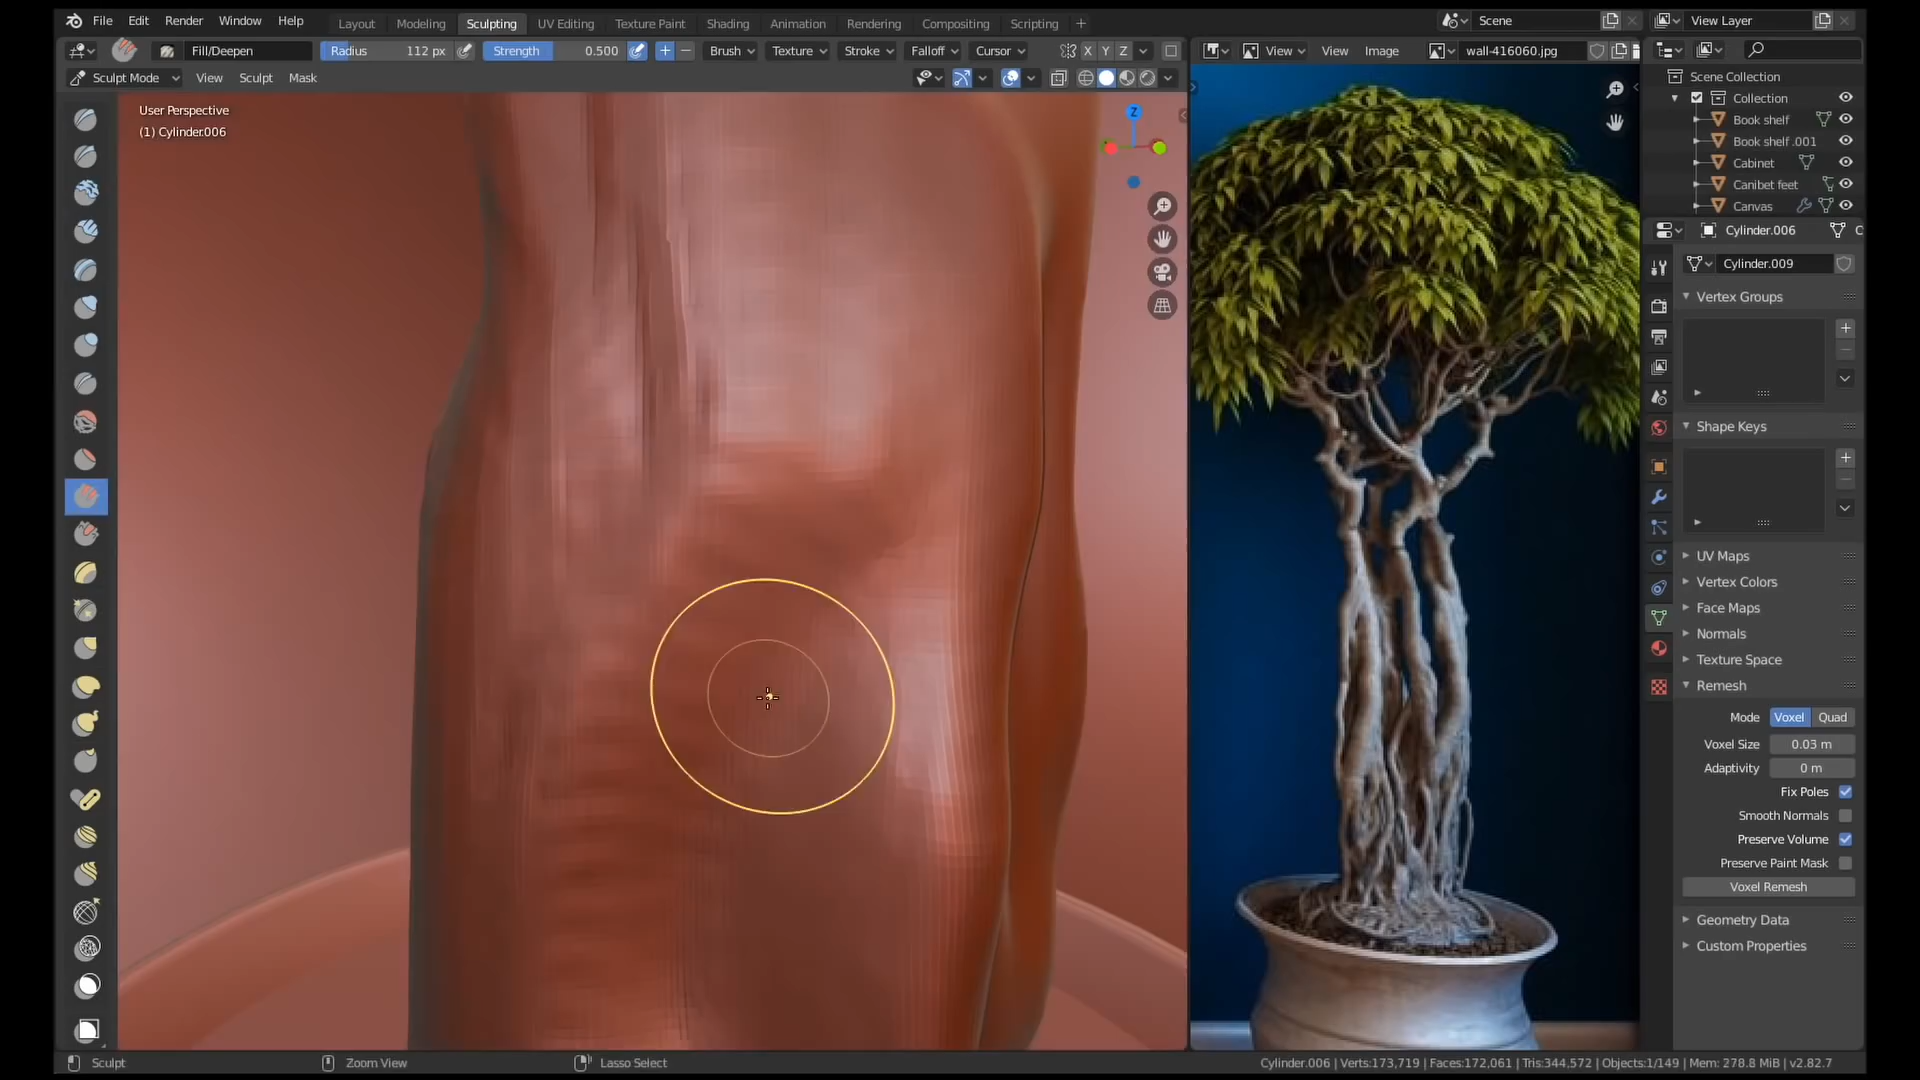 File Edit Render Window Help
Layout Modeling Sculpting UV Editing Texture Paint Shading Animation Rendering Compositing Scripting +
Scene
View Layer
Fill/Deepen
Radius 112 px
Strength 0.500
Brush Texture Stroke Falloff Cursor
X Y Z
View View Image
wall-416060.jpg
Sculpt Mode View Sculpt Mask
User Perspective
(1) Cylinder.006
Z
Scene Collection
Collection
Book shelf
Book shelf .001
Cabinet
Canibet feet
Canvas
Cylinder.006 C
Cylinder.009
Vertex Groups
Shape Keys
UV Maps
Vertex Colors
Face Maps
Normals
Texture Space
Remesh
Mode Voxel Quad
Voxel Size 0.03 m
Adaptivity 0 m
Fix Poles
Smooth Normals
Preserve Volume
Preserve Paint Mask
Voxel Remesh
Geometry Data
Custom Properties
Sculpt Zoom View Lasso Select
Cylinder.006 | Verts:173,719 | Faces:172,061 | Tris:344,572 | Objects:1/149 | Mem: 278.8 MiB | v2.82.7